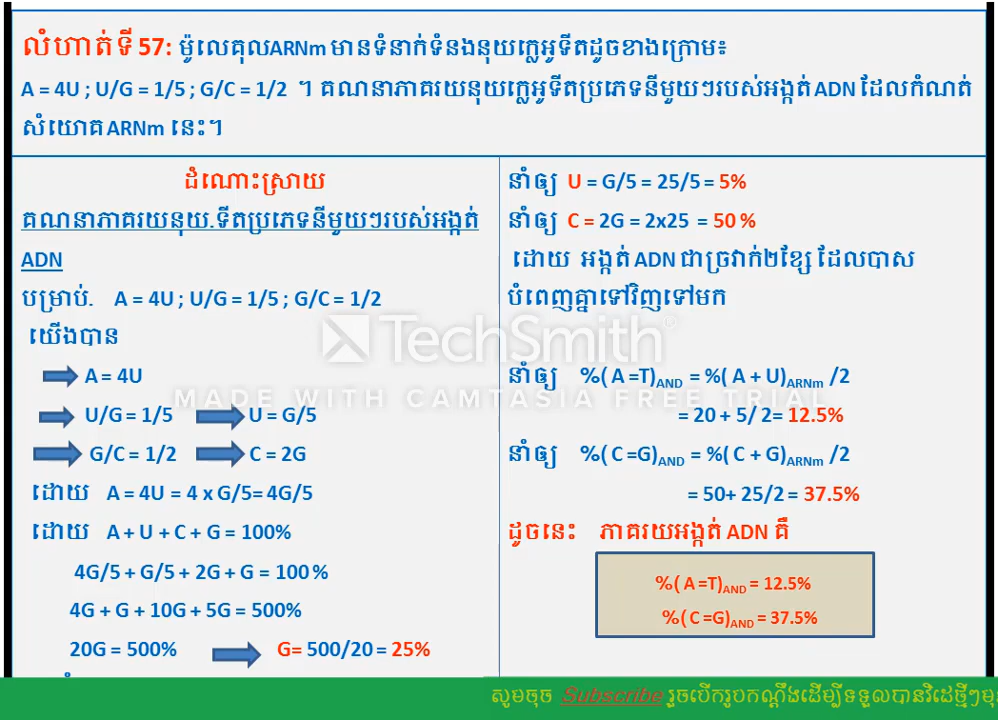 លំហាត់ទី 57: ម៉ូលេគុលARNm មានទំនាក់ទំនងនុយក្លេអូទីតដូចខាងក្រោម៖
A = 4U ; U/G = 1/5 ; G/C = 1/2 ។ គណនាភាគរយនុយក្លេអូទីតប្រភេទនីមួយៗរបស់អង្កត់ ADN ដែលកំណត់
សំយោគ ARNm នេះ។
ដំណោះស្រាយ
គណនាភាគរយនុយ.ទីតប្រភេទនីមួយៗរបស់អង្កត់
ADN
បម្រាប់. A = 4U ; U/G = 1/5 ; G/C = 1/2
យើងបាន
A = 4U
U/G = 1/5 U = G/5
G/C = 1/2 C = 2G
ដោយ A = 4U = 4 x G/5= 4G/5
ដោយ A + U + C + G = 100%
4G/5 + G/5 + 2G + G = 100 %
4G + G + 10G + 5G = 500%
20G = 500% G= 500/20 = 25%
នាំឲ្យ U = G/5 = 25/5 = 5%
នាំឲ្យ C = 2G = 2x25 = 50 %
ដោយ អង្កត់ ADN ជាច្រវាក់២ខ្សែ ដែលបាស
បំពេញគ្នាទៅវិញទៅមក
នាំឲ្យ %( A =T)AND = %( A + U)ARNm /2
= 20 + 5/ 2= 12.5%
នាំឲ្យ %( C =G)AND = %( C + G)ARNm /2
= 50+ 25/2 = 37.5%
ដូចនេះ ភាគរយអង្កត់ ADN គឺ
%( A =T)AND = 12.5%
%( C =G)AND = 37.5%
TechSmith
MADE WITH CAMTASIA FREE TRIAL
សូមចុច Subscribe រួចបើករូបកណ្ដឹងដើម្បីទទួលបានវិដេថ្មីៗមុ